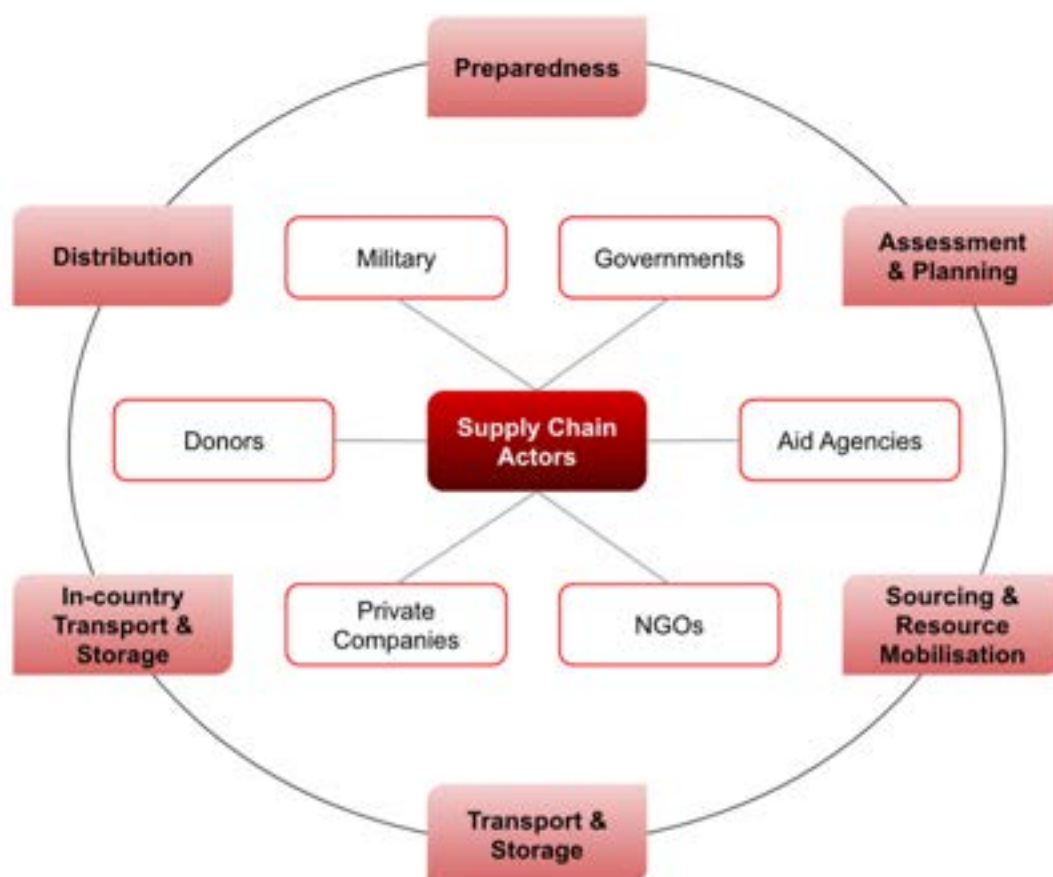 Preparedness
Distribution
Military
Governments
Assessment
& Planning
Donors
Supply Chain
Actors
Aid Agencies
In-country
Transport &
Storage
Private
Companies
NGOs
Sourcing &
Resource
Mobilisation
Transport &
Storage